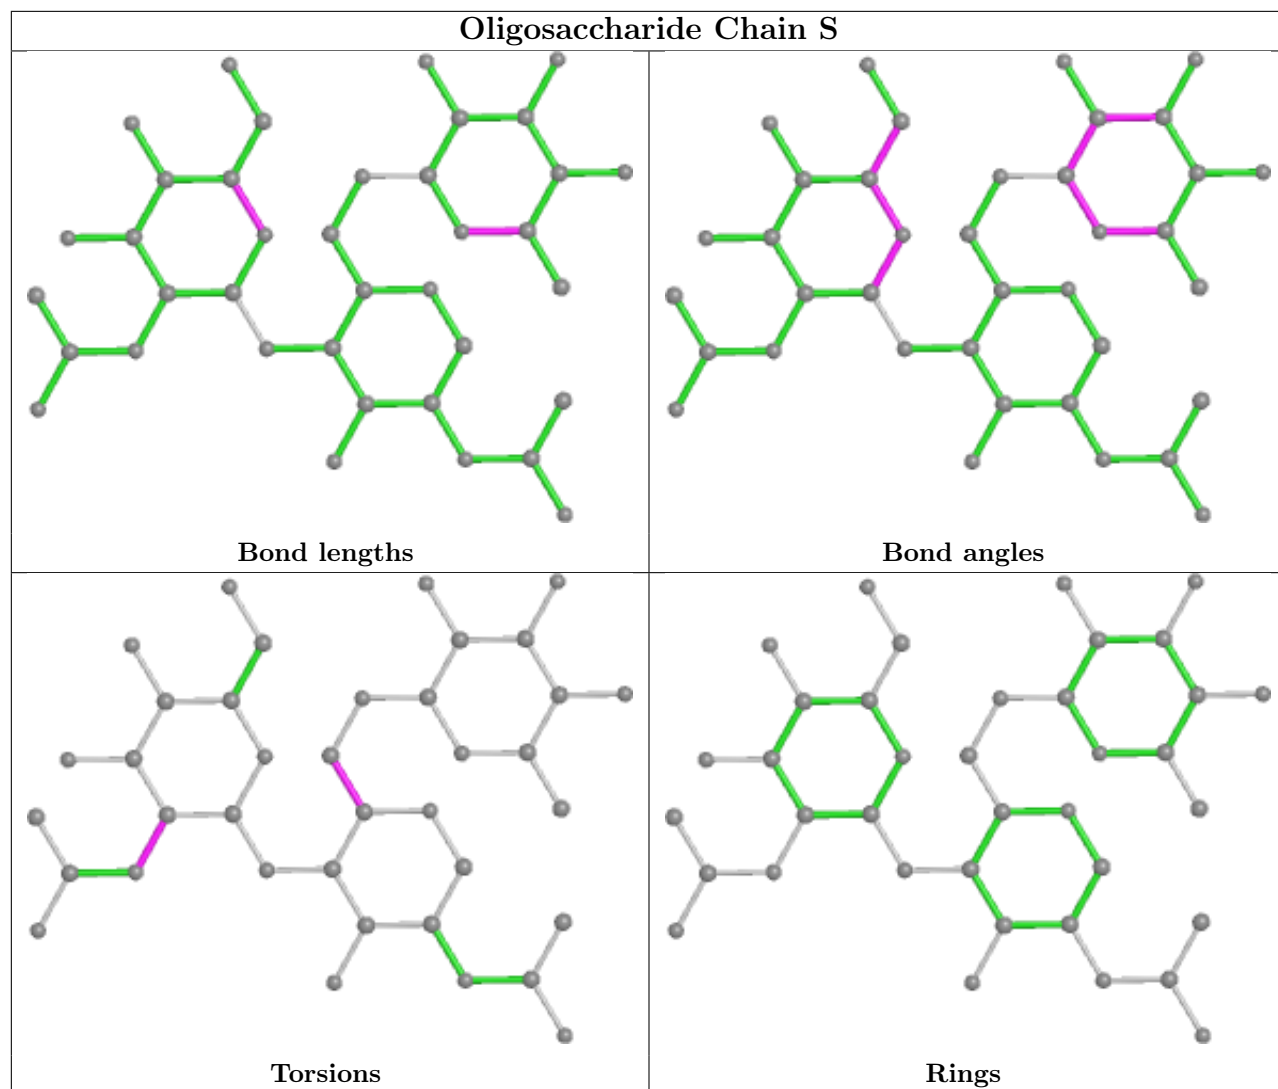 Oligosaccharide Chain S
Bond lengths
Bond angles
Torsions
Rings